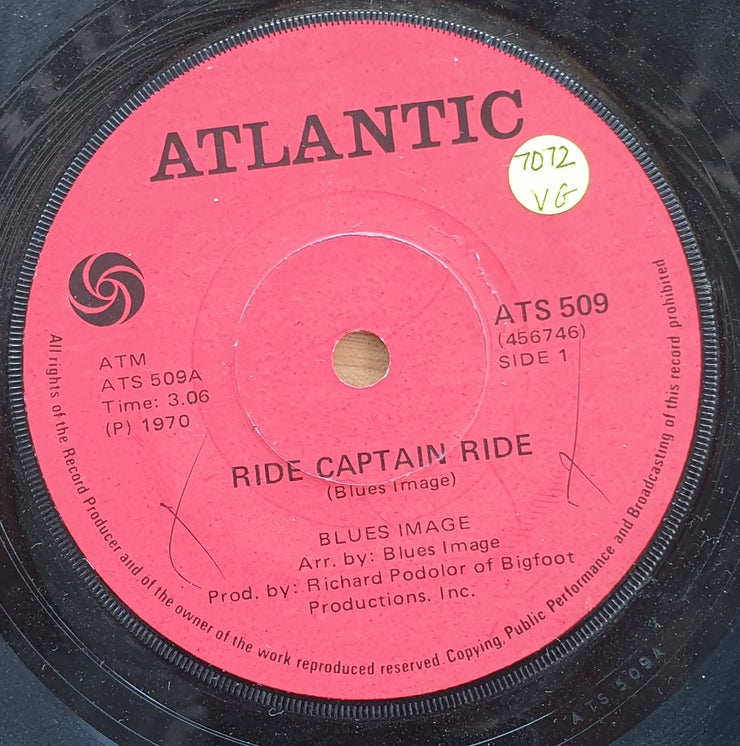 ATLANTIC
7072
VG
ATS 509
(456746)
SIDE 1
ATM
ATS 509A
Time: 3.06
(P) 1970
RIDE CAPTAIN RIDE
(Blues Image)
BLUES IMAGE
Arr. by: Blues Image
Prod. by: Richard Podolor of Bigfoot
Productions, Inc.
All rights of the Record Producer and of the owner of the work reproduced reserved. Copying, Public Performance and Broadcasting of this record prohibited
ATS 509A